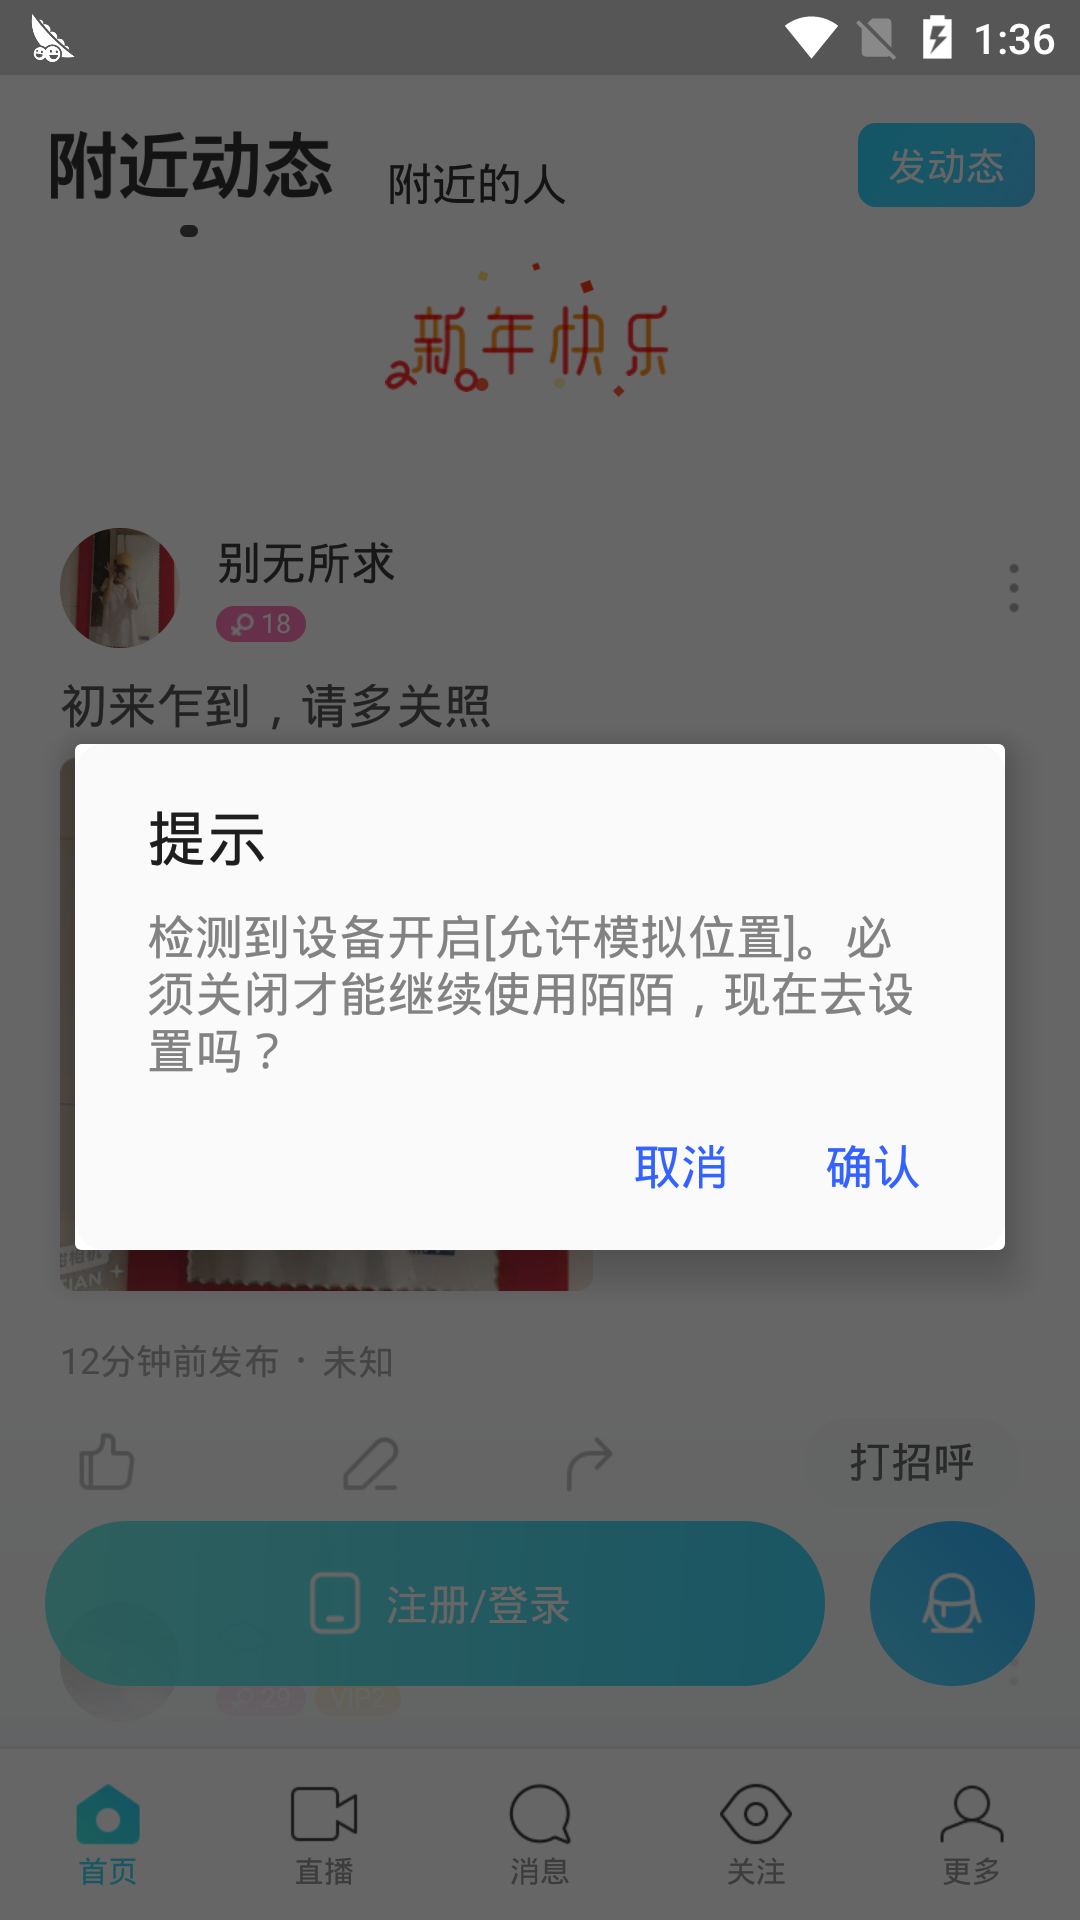 1:36
附近动态
附近的人
发动态
新年快乐
别无所求
18
初来乍到，请多关照
提示
检测到设备开启[允许模拟位置]。必
须关闭才能继续使用陌陌，现在去设
置吗？
取消
确认
12分钟前发布 · 未知
打招呼
注册/登录
29
VIP2
首页
直播
消息
关注
更多